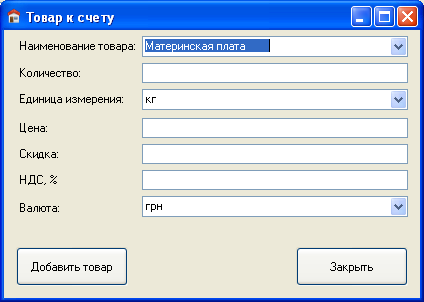 Товар к счету
Наименование товара: Материнская плата
Количество:
Единица измерения: кг
Цена:
Скидка:
НДС, %
Валюта: грн
Добавить товар Закрыть